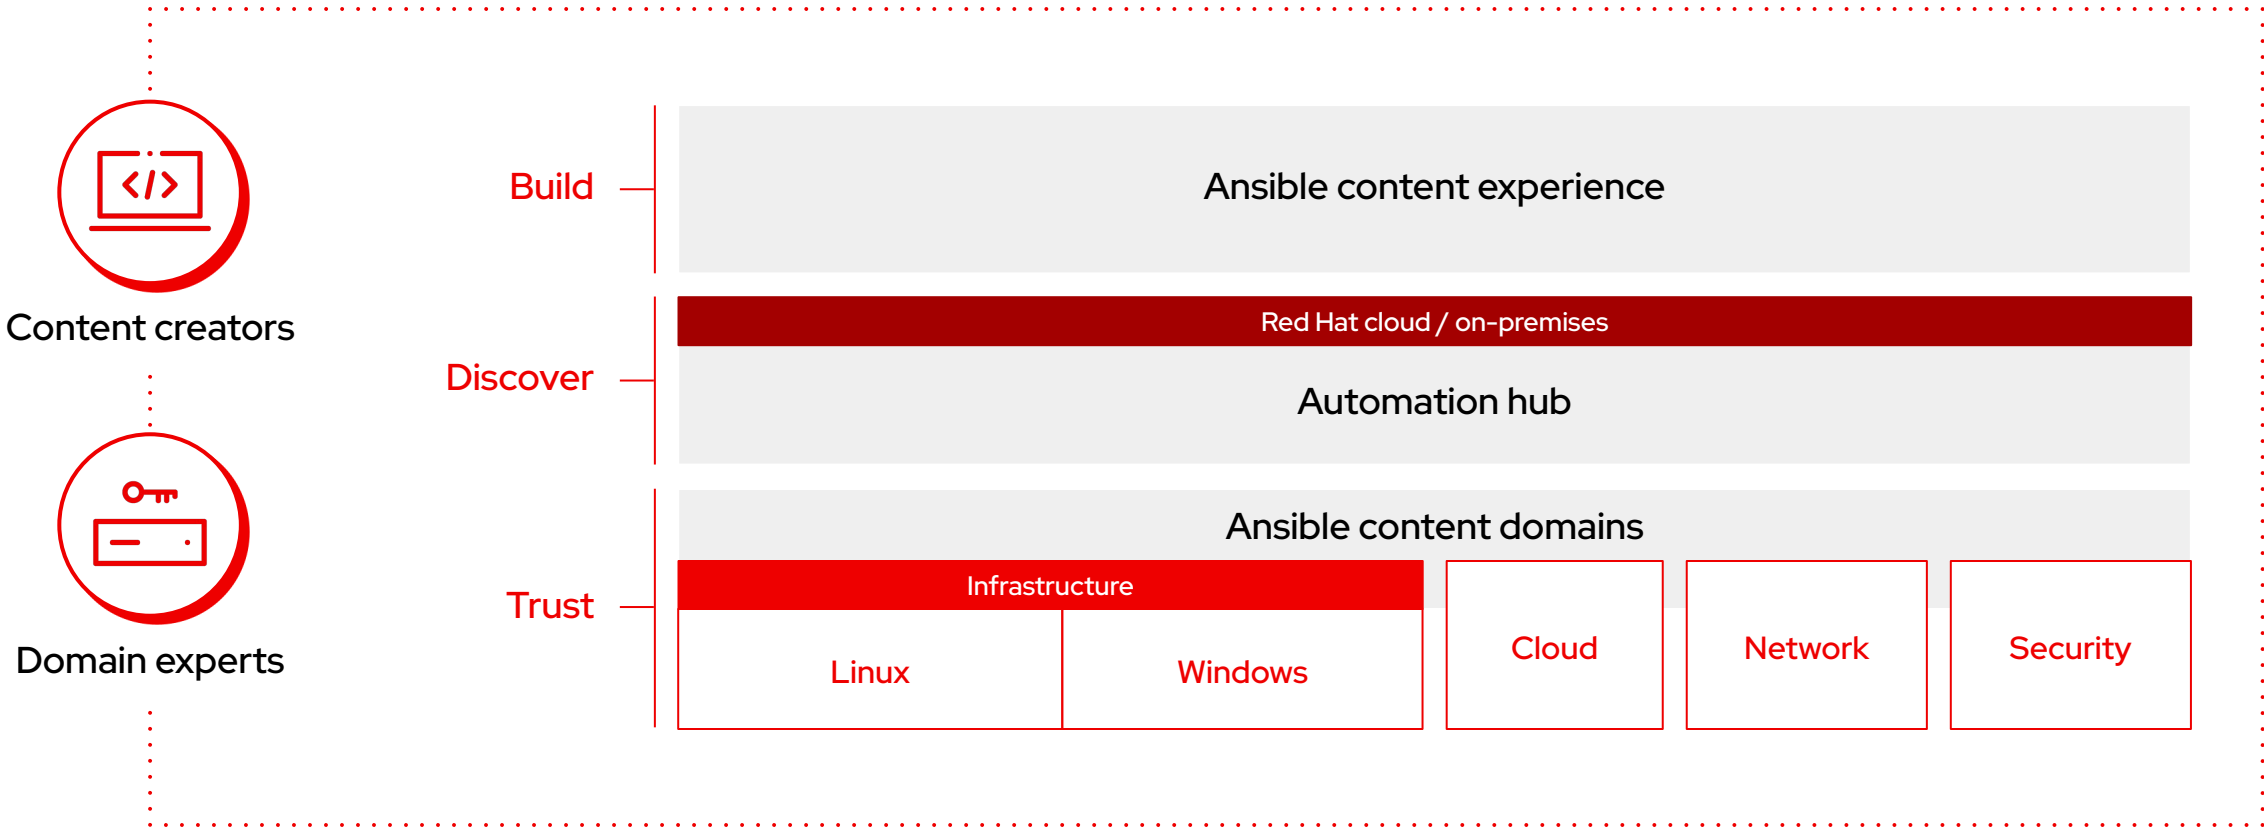 Content creators
Domain experts
Build
Ansible content experience
Discover
Red Hat cloud / on-premises
Automation hub
Trust
Ansible content domains
Infrastructure
Linux
Windows
Cloud
Network
Security